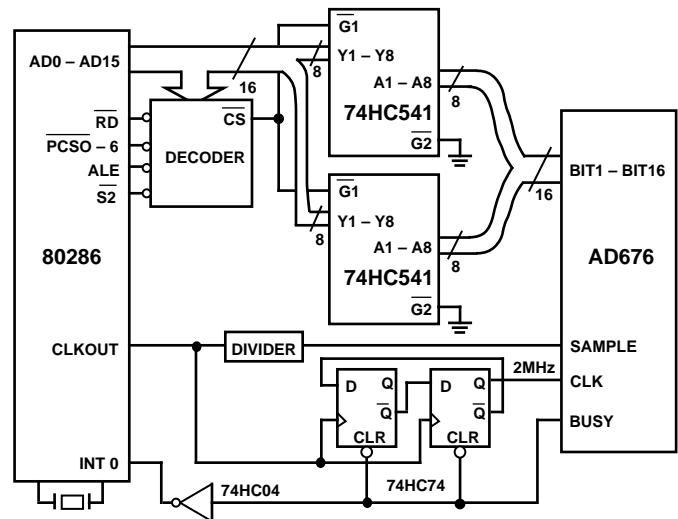 AD0 – AD15
RD
PCSO – 6
ALE
S2
80286
CLKOUT
INT 0
16
CS
DECODER
G1
Y1 – Y8
8
A1 – A8
8
74HC541
G2
G1
Y1 – Y8
8
A1 – A8
8
74HC541
G2
BIT1 – BIT16
16
AD676
SAMPLE
CLK
BUSY
DIVIDER
2MHz
D Q
Q
CLR
D Q
Q
CLR
74HC04
74HC74